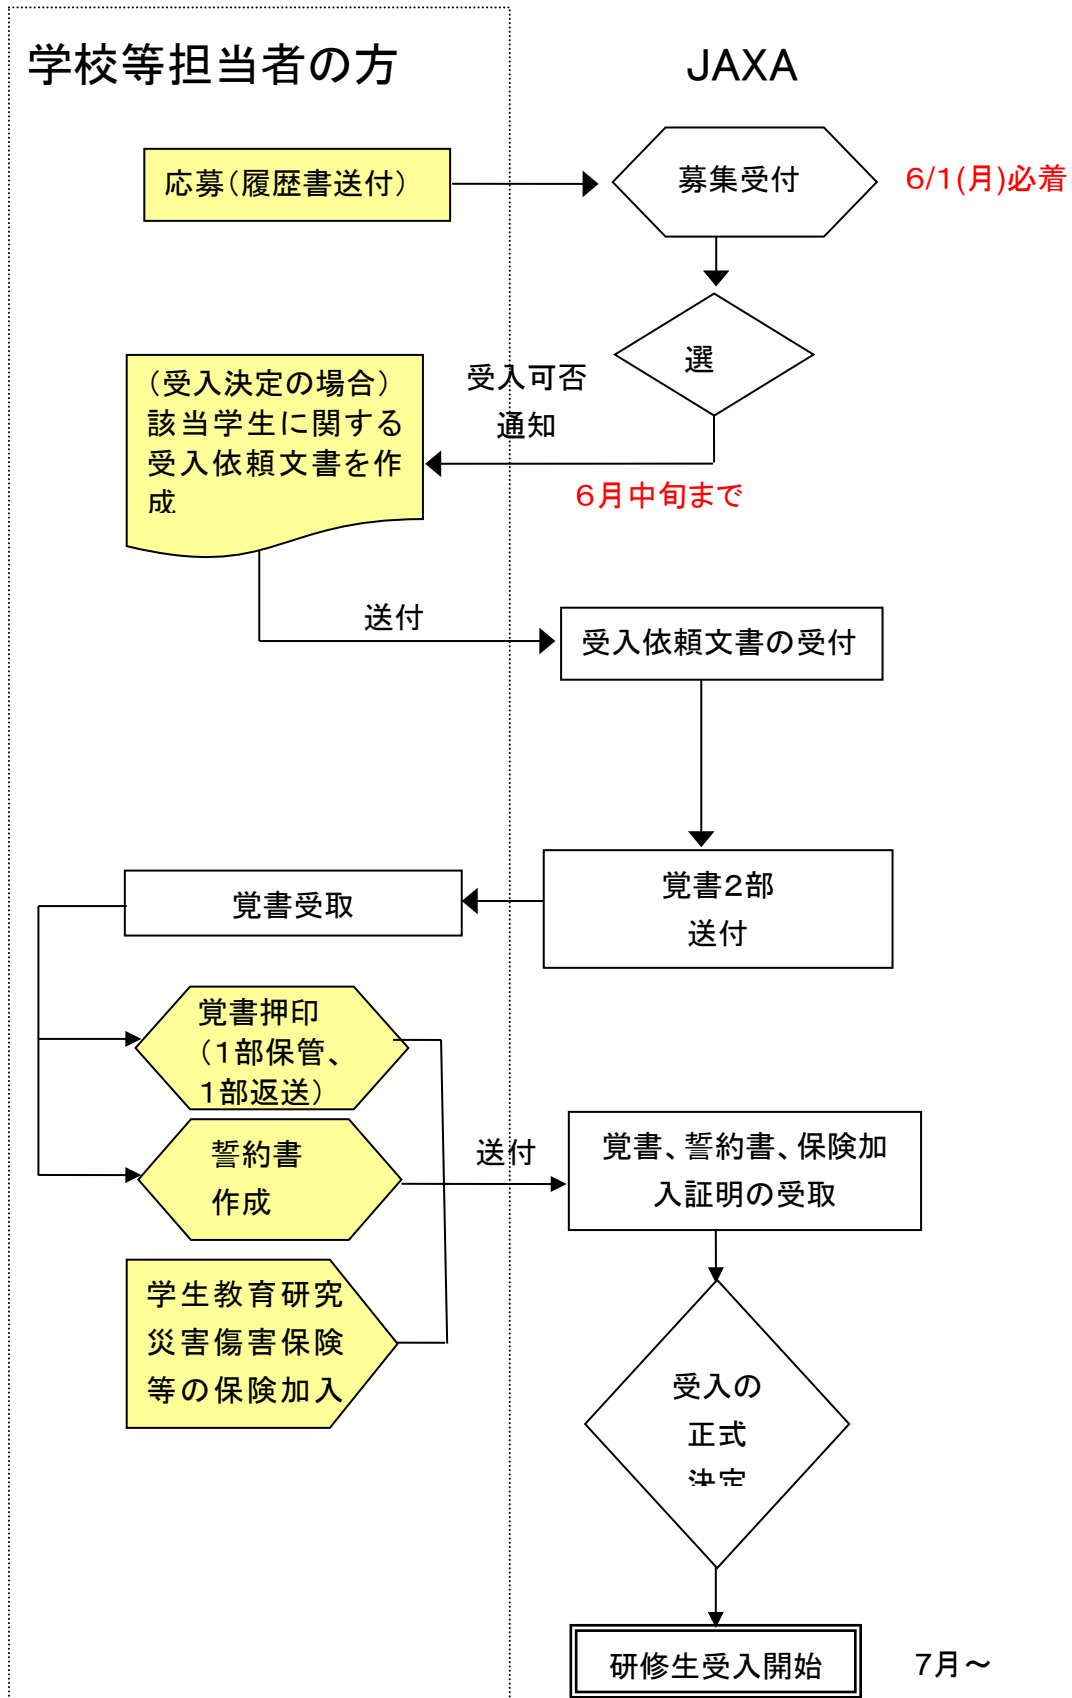 学校等担当者の方
JAXA
応募(履歴書送付)
募集受付
6/1(月)必着
選
受入可否
通知
6月中旬まで
(受入決定の場合)
該当学生に関する
受入依頼文書を作
成
送付
受入依頼文書の受付
覚書2部
送付
覚書受取
覚書押印
(1部保管、
1部返送)
誓約書
作成
送付
覚書、誓約書、保険加
入証明の受取
学生教育研究
災害傷害保険
等の保険加入
受入の
正式
決定
研修生受入開始
7月~